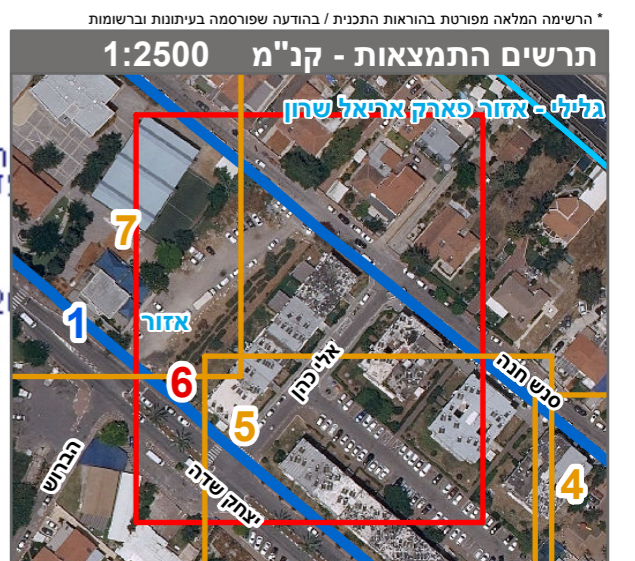 * הרשימה המלאה מפורטת בהוראות התכנית / בהודעה שפורסמה בעיתונות וברשומות
תרשים התמצאות - קנ"מ 1:2500
גלילי - אזור פארק אריאל שרון
7
1
אזור
6
5
אלי כהן
סנש חנה
4
הברוש
יצחק שדה